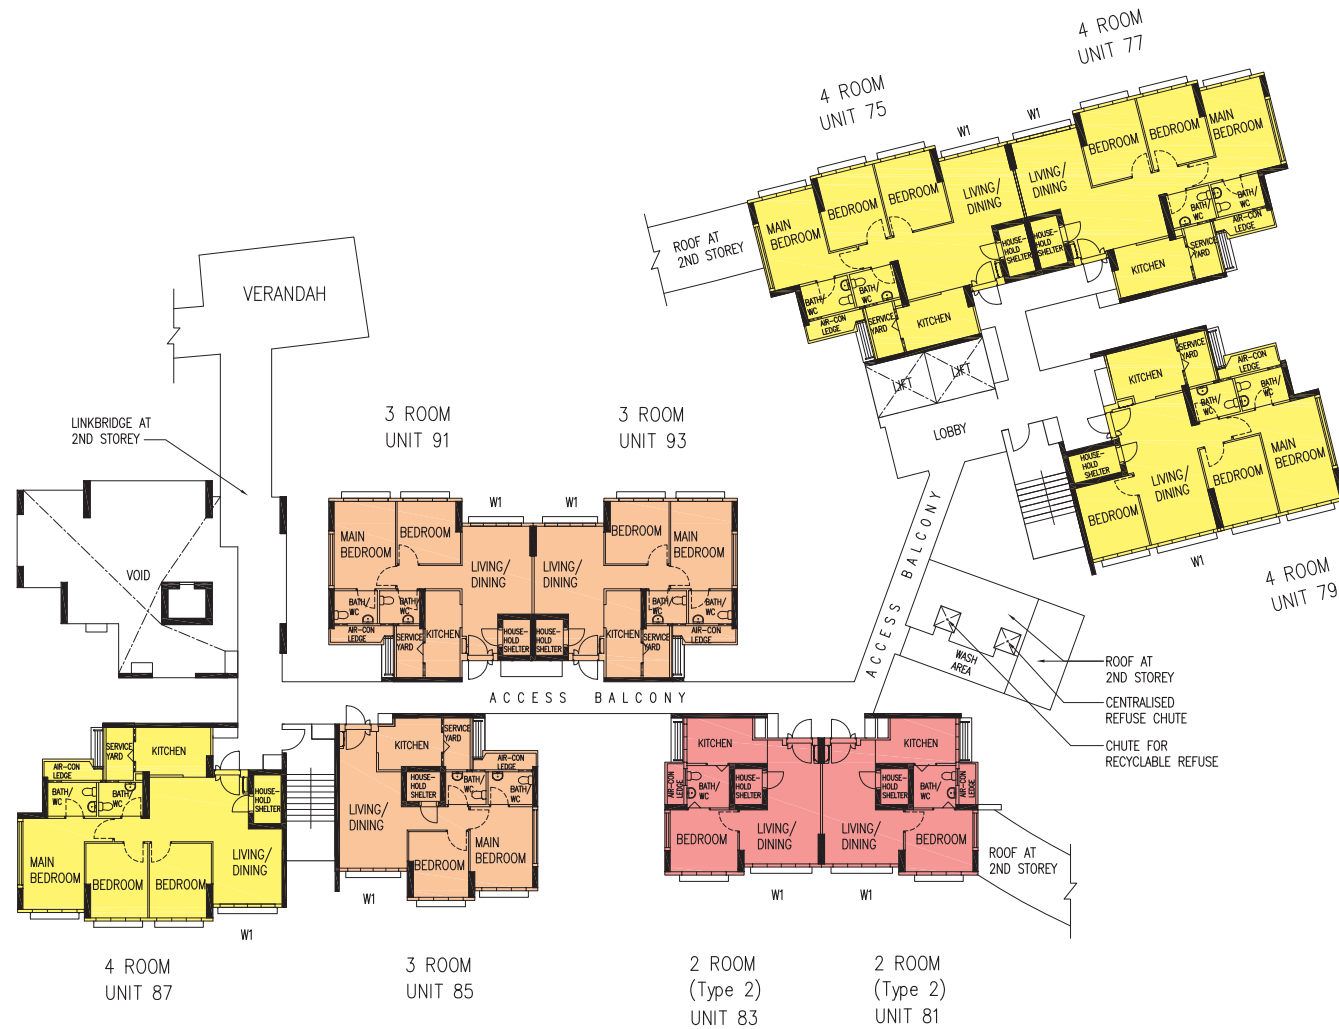 4 ROOM
UNIT 77
4 ROOM
UNIT 75
W1
W1
BEDROOM
BEDROOM
MAIN
BEDROOM
LIVING/
DINING
BATH/
WC
BATH/
WC
AIR-CON
LEDGE
SERVICE
YARD
KITCHEN
HOUSE-
HOLD
SHELTER
HOUSE-
HOLD
SHELTER
LIVING/
DINING
BEDROOM
BEDROOM
MAIN
BEDROOM
BATH/
WC
BATH/
WC
AIR-CON
LEDGE
SERVICE
YARD
KITCHEN
ROOF AT
2ND STOREY
LIFT
LIFT
LOBBY
VERANDAH
KITCHEN
SERVICE
YARD
AIR-CON
LEDGE
BATH/
WC
BATH/
WC
HOUSE-
HOLD
SHELTER
LIVING/
DINING
BEDROOM
BEDROOM
MAIN
BEDROOM
W1
4 ROOM
UNIT 79
LINKBRIDGE AT
2ND STOREY
VOID
3 ROOM
UNIT 91
3 ROOM
UNIT 93
W1
W1
MAIN
BEDROOM
BEDROOM
LIVING/
DINING
BATH/
WC
BATH/
WC
AIR-CON
LEDGE
SERVICE
YARD
KITCHEN
HOUSE-
HOLD
SHELTER
HOUSE-
HOLD
SHELTER
LIVING/
DINING
BEDROOM
MAIN
BEDROOM
BATH/
WC
BATH/
WC
AIR-CON
LEDGE
SERVICE
YARD
KITCHEN
ACCESS BALCONY
ACCESS BALCONY
WASH
AREA
ROOF AT
2ND STOREY
CENTRALISED
REFUSE CHUTE
CHUTE FOR
RECYCLABLE REFUSE
SERVICE
YARD
KITCHEN
AIR-CON
LEDGE
BATH/
WC
BATH/
WC
HOUSE-
HOLD
SHELTER
MAIN
BEDROOM
BEDROOM
BEDROOM
LIVING/
DINING
W1
4 ROOM
UNIT 87
KITCHEN
SERVICE
YARD
AIR-CON
LEDGE
HOUSE-
HOLD
SHELTER
BATH/
WC
BATH/
WC
LIVING/
DINING
BEDROOM
MAIN
BEDROOM
W1
3 ROOM
UNIT 85
KITCHEN
AIR-CON
LEDGE
BATH/
WC
HOUSE-
HOLD
SHELTER
BEDROOM
LIVING/
DINING
W1
2 ROOM
(Type 2)
UNIT 83
KITCHEN
HOUSE-
HOLD
SHELTER
BATH/
WC
AIR-CON
LEDGE
LIVING/
DINING
BEDROOM
W1
2 ROOM
(Type 2)
UNIT 81
ROOF AT
2ND STOREY